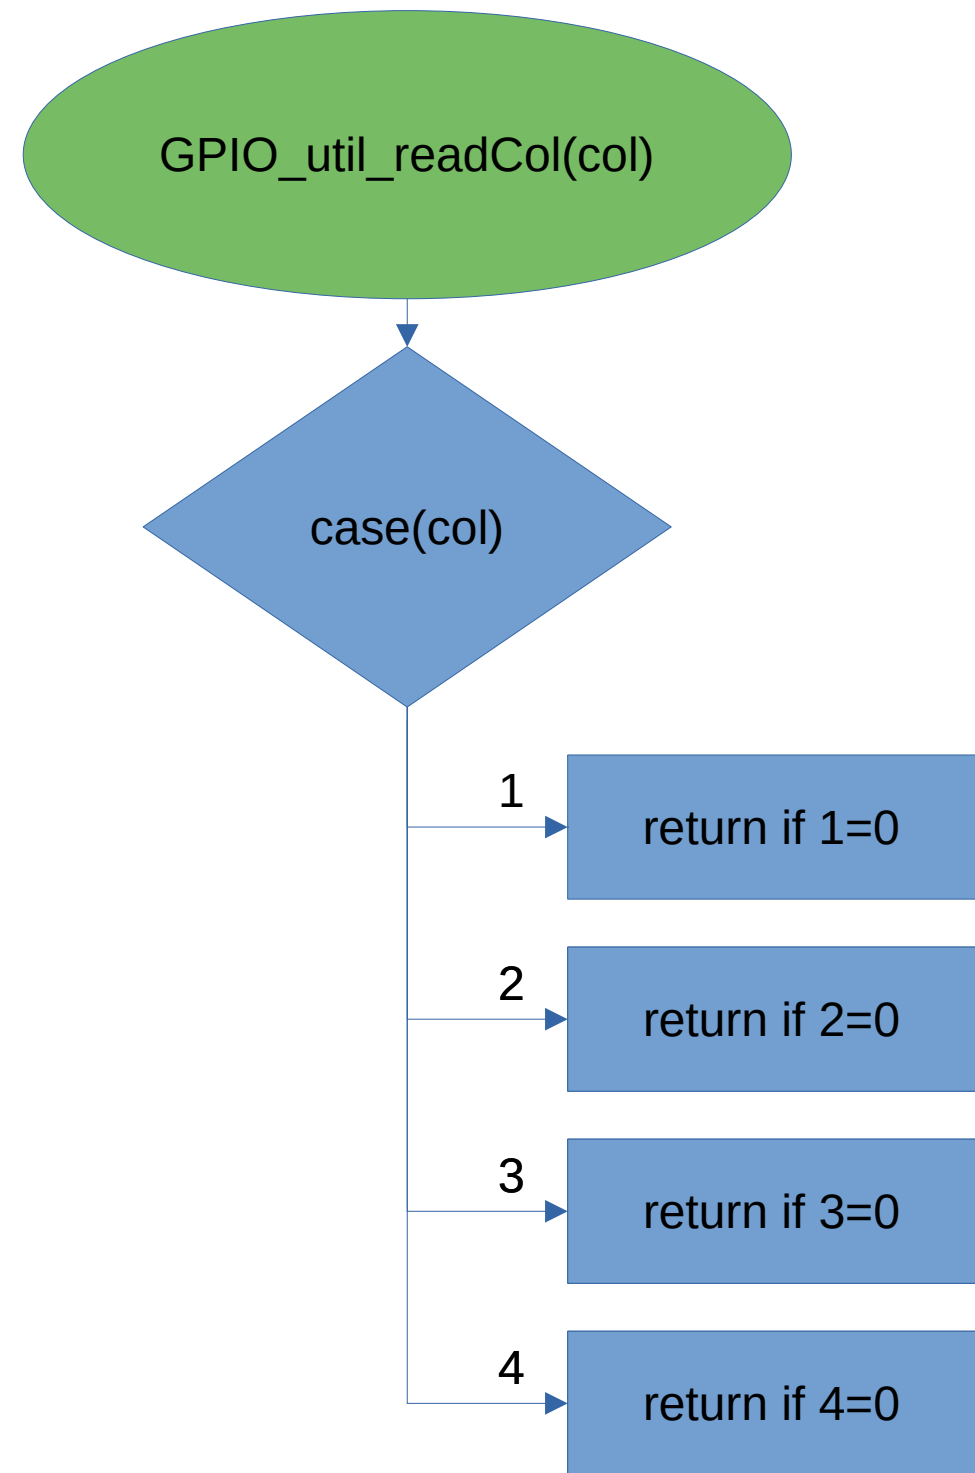 GPIO_util_readCol(col)
case(col)
1
return if 1=0
2
return if 2=0
3
return if 3=0
4
return if 4=0